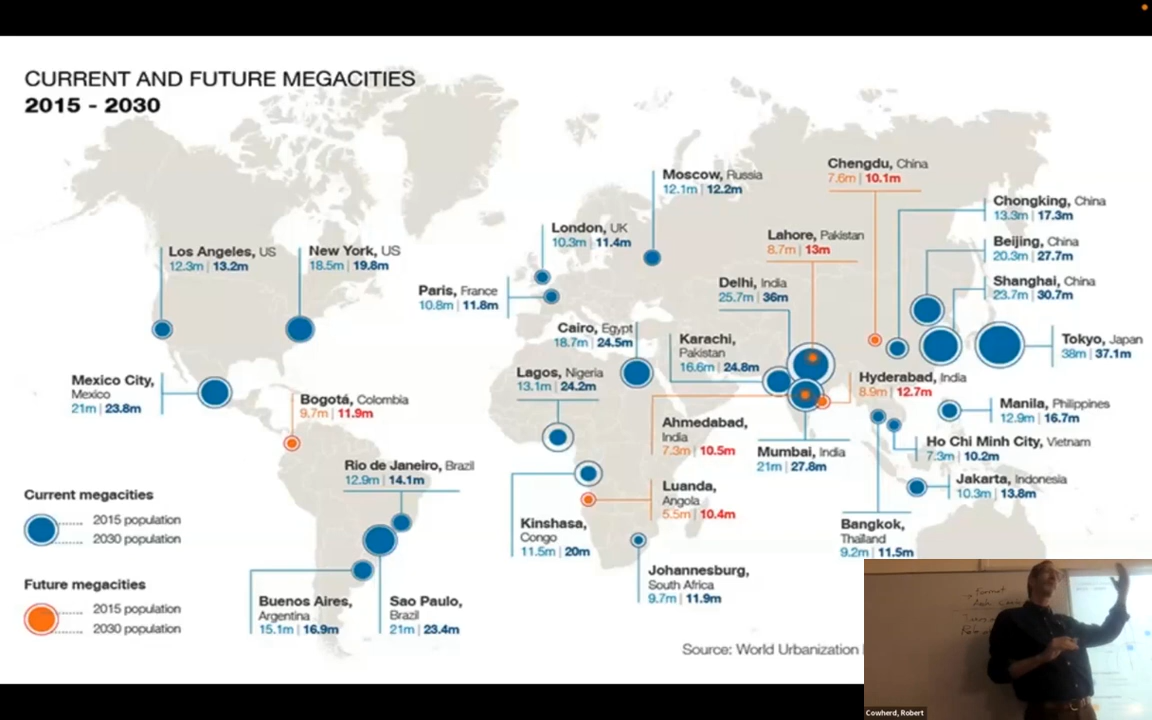 CURRENT AND FUTURE MEGACITIES
2015 - 2030
Los Angeles, US
12.3m | 13.2m
New York, US
18.5m | 19.8m
Mexico City,
Mexico
21m | 23.8m
Bogotá, Colombia
9.7m | 11.9m
Rio de Janeiro, Brazil
12.9m | 14.1m
Buenos Aires,
Argentina
15.1m | 16.9m
Sao Paulo,
Brazil
21m | 23.4m
Current megacities
2015 population
2030 population
Future megacities
2015 population
2030 population
Moscow, Russia
12.1m | 12.2m
London, UK
10.3m | 11.4m
Paris, France
10.8m | 11.8m
Cairo, Egypt
18.7m | 24.5m
Lagos, Nigeria
13.1m | 24.2m
Kinshasa,
Congo
11.5m | 20m
Luanda,
Angola
5.5m | 10.4m
Johannesburg,
South Africa
9.7m | 11.9m
Karachi,
Pakistan
16.6m | 24.8m
Delhi, India
25.7m | 36m
Lahore, Pakistan
8.7m | 13m
Ahmedabad,
India
7.3m | 10.5m
Mumbai, India
21m | 27.8m
Hyderabad, India
8.9m | 12.7m
Chengdu, China
7.6m | 10.1m
Chongking, China
13.3m | 17.3m
Beijing, China
20.3m | 27.7m
Shanghai, China
23.7m | 30.7m
Tokyo, Japan
38m | 37.1m
Manila, Philippines
12.9m | 16.7m
Ho Chi Minh City, Vietnam
7.3m | 10.2m
Jakarta, Indonesia
10.3m | 13.8m
Bangkok,
Thailand
9.2m | 11.5m
Source: World Urbanization
Cowherd, Robert